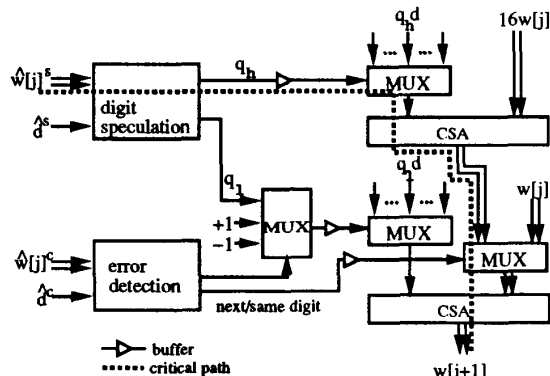 q_h d
16w[j]
ŵ[j]^s
q_h
...
...
MUX
digit
speculation
d̂^s
CSA
q_l d
q_l
w[j]
...
...
+1
MUX
MUX
−1
MUX
ŵ[j]^c
error
detection
d̂^c
next/same digit
CSA
buffer
critical path
w[j+1]